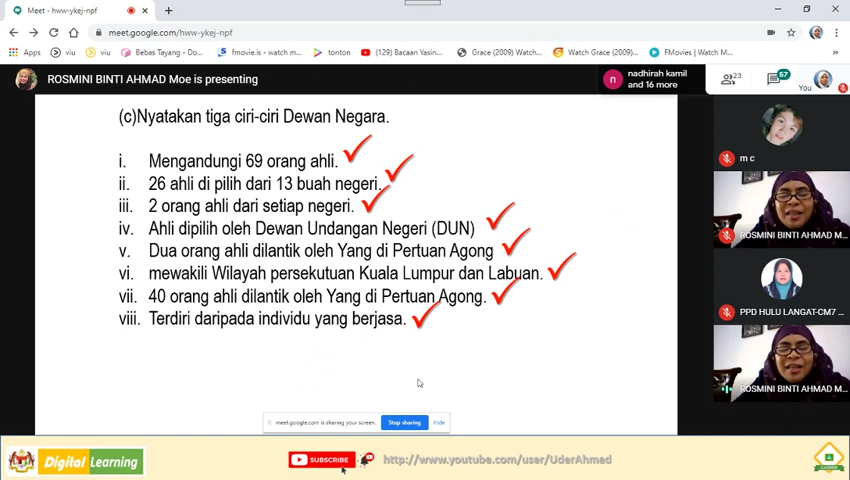 Meet - hww-ykej-npf
meet.google.com/hww-ykej-npf
Apps
viu
viu
Bebas Tayang - Do...
fmovie.is - watch m...
tonton
(129) Bacaan Yasin...
Grace (2009) Watc...
Watch Grace (2009)...
FMovies | Watch M...
ROSMINI BINTI AHMAD Moe is presenting
n
nadhirah kamil
and 16 more
23
57
You
(c)Nyatakan tiga ciri-ciri Dewan Negara.
i. Mengandungi 69 orang ahli.
ii. 26 ahli di pilih dari 13 buah negeri.
iii. 2 orang ahli dari setiap negeri.
iv. Ahli dipilih oleh Dewan Undangan Negeri (DUN)
v. Dua orang ahli dilantik oleh Yang di Pertuan Agong
vi. mewakili Wilayah persekutuan Kuala Lumpur dan Labuan.
vii. 40 orang ahli dilantik oleh Yang di Pertuan Agong.
viii. Terdiri daripada individu yang berjasa.
m c
ROSMINI BINTI AHMAD M...
PPD HULU LANGAT-CM7 ...
ROSMINI BINTI AHMAD M...
meet.google.com is sharing your screen.
Stop sharing
Hide
Digital Learning
SUBSCRIBE
http://www.youtube.com/user/UderAhmad